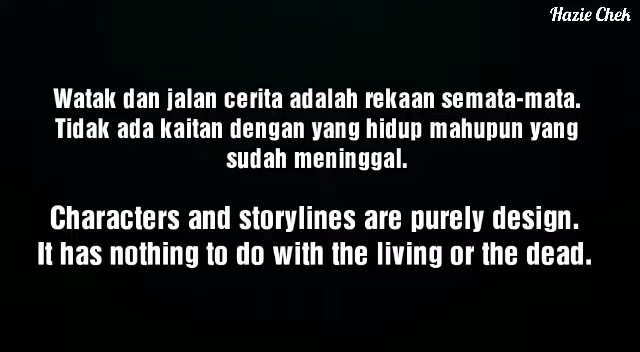 Hazie Chek
Watak dan jalan cerita adalah rekaan semata-mata.
Tidak ada kaitan dengan yang hidup mahupun yang
sudah meninggal.
Characters and storylines are purely design.
It has nothing to do with the living or the dead.